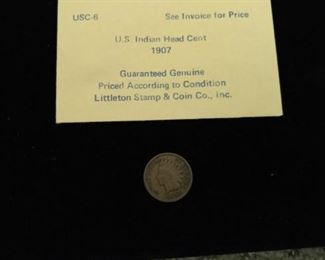 USC-6 See Invoice for Price
U.S. Indian Head Cent
1907
Guaranteed Genuine
Priced According to Condition
Littleton Stamp & Coin Co., Inc.